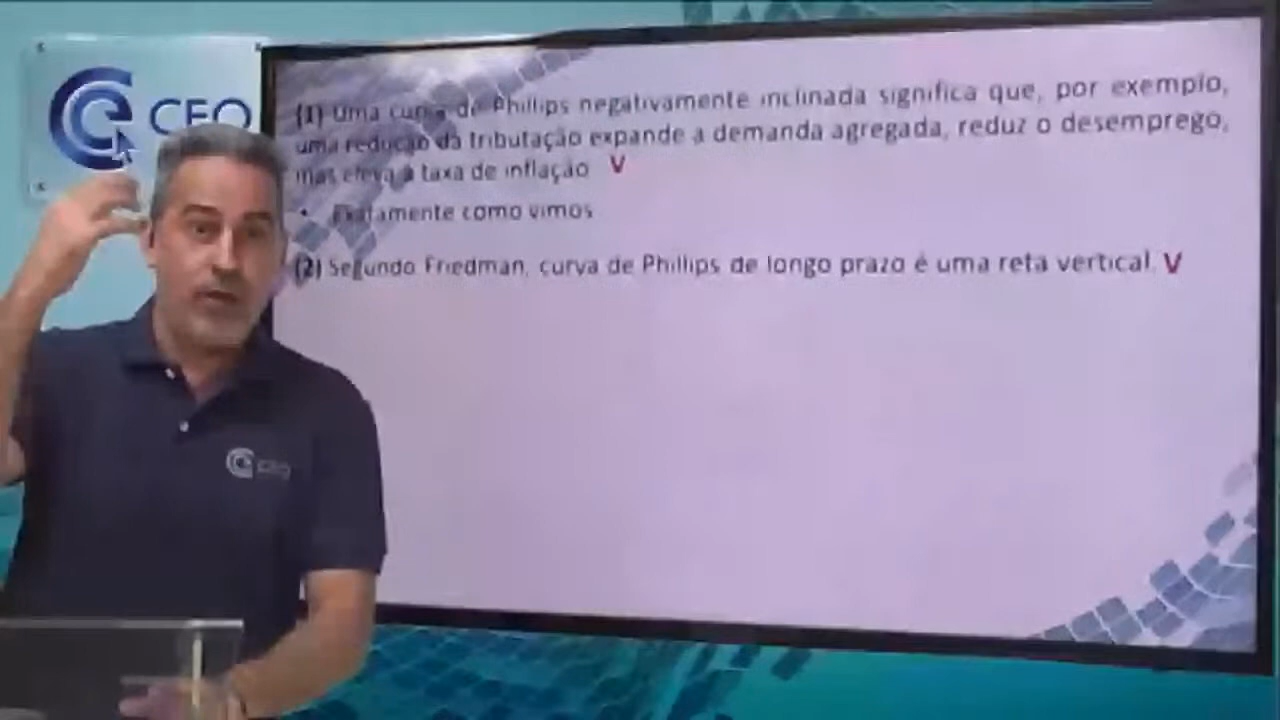 CEO
(1) Uma curva de Phillips negativamente inclinada significa que, por exemplo,
uma redução da tributação expande a demanda agregada, reduz o desemprego,
mas eleva a taxa de inflação V
• Exatamente como vimos
(2) Segundo Friedman, curva de Phillips de longo prazo é uma reta vertical. V
CEO